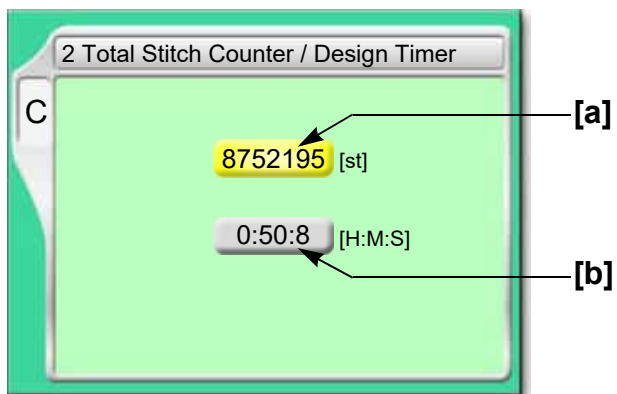 2 Total Stitch Counter / Design Timer
C
[a]
8752195 [st]
0:50:8 [H:M:S]
[b]